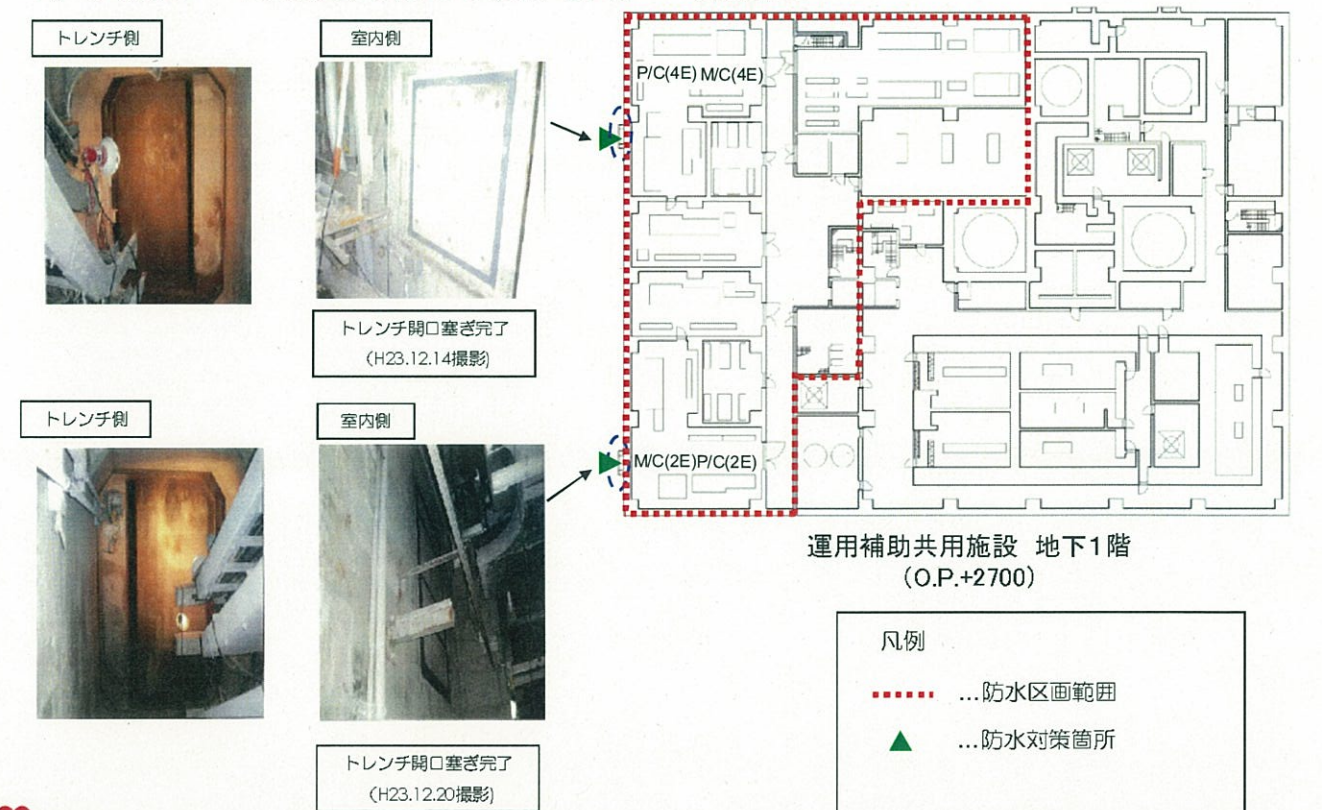 トレンチ側
室内側
トレンチ開口塞ぎ完了
(H23.12.14撮影)
トレンチ側
室内側
トレンチ開口塞ぎ完了
(H23.12.20撮影)
P/C(4E) M/C(4E)
M/C(2E)P/C(2E)
運用補助共用施設 地下1階
(O.P.+2700)
凡例
…防水区画範囲
…防水対策箇所